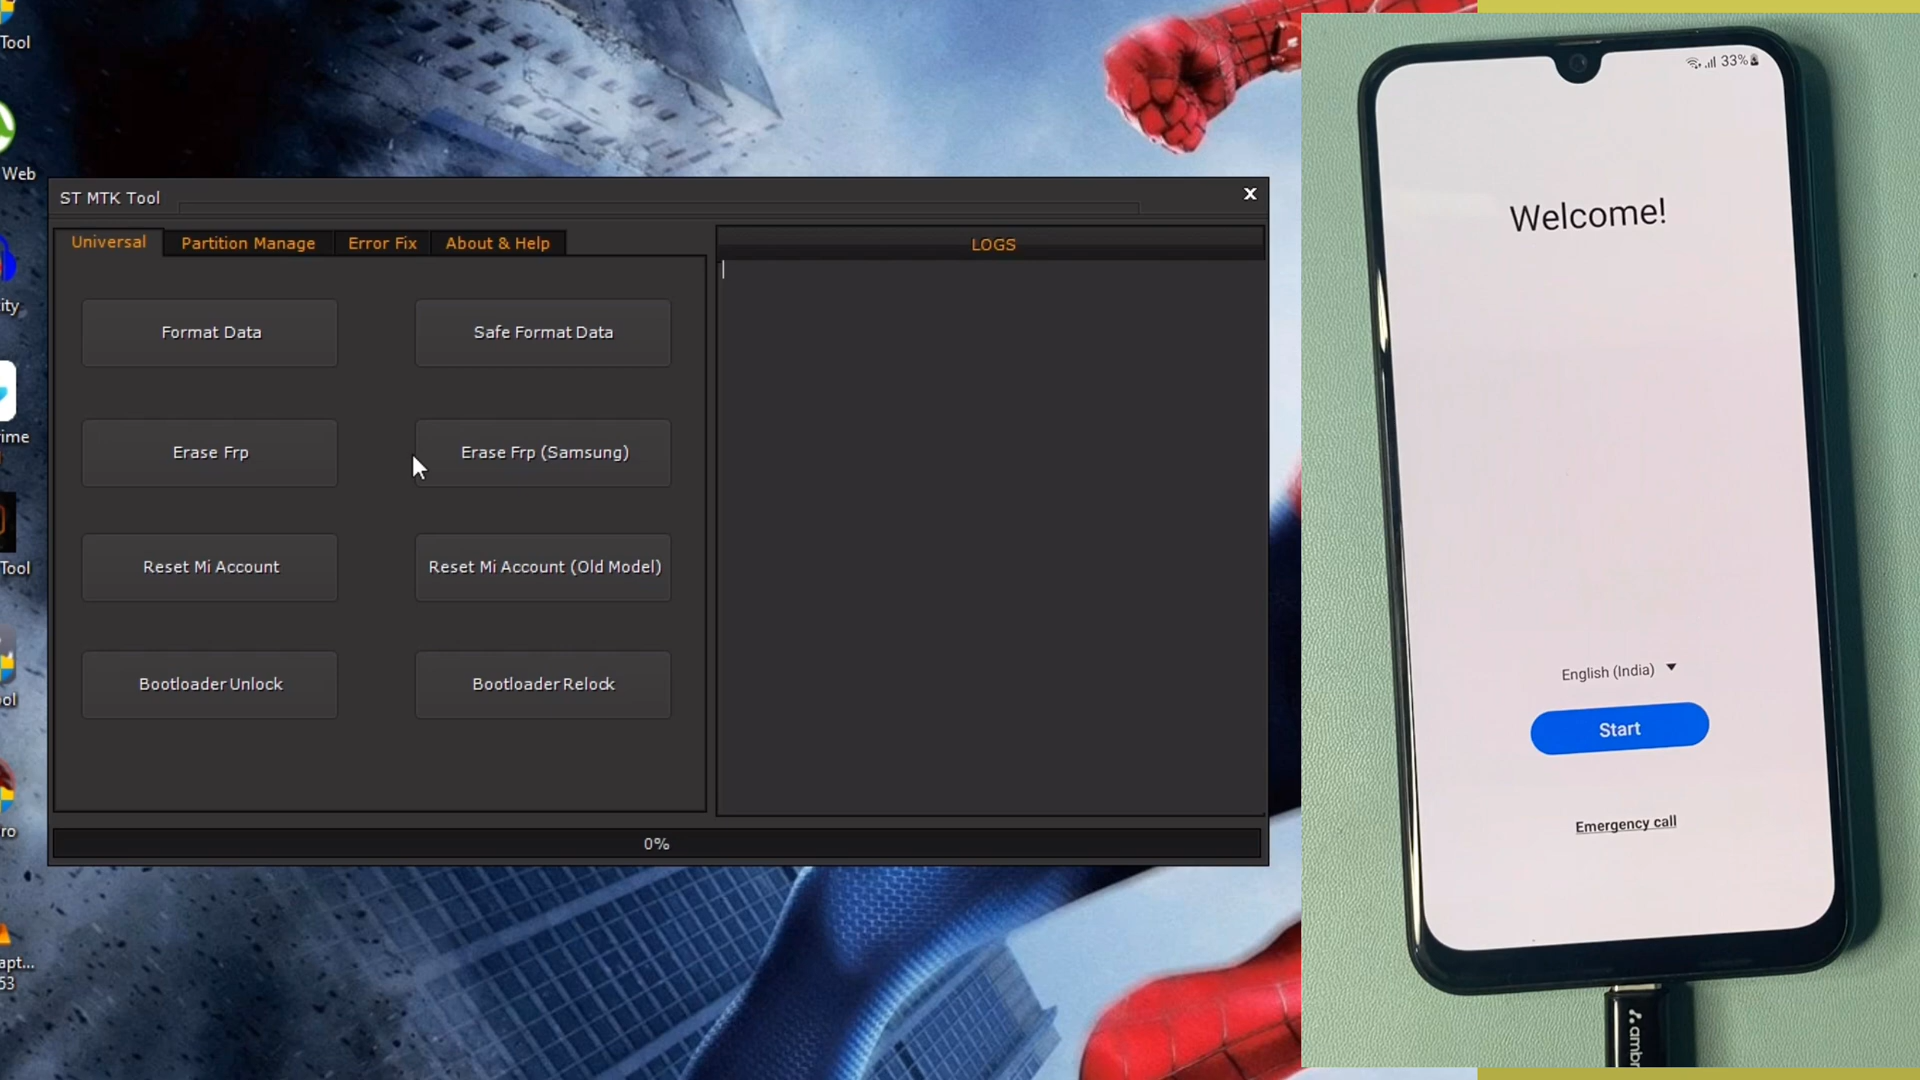 Tool
Web
ity
ime
Tool
ool
ro
apt...
53
ST MTK Tool
X
Universal
Partition Manage
Error Fix
About & Help
LOGS
Format Data
Safe Format Data
Erase Frp
Erase Frp (Samsung)
Reset Mi Account
Reset Mi Account (Old Model)
Bootloader Unlock
Bootloader Relock
0%
33%
Welcome!
English (India)
Start
Emergency call
ambr